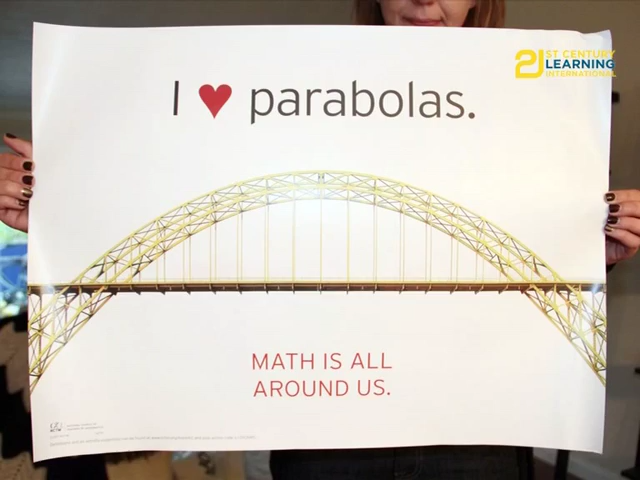 21ST CENTURY
LEARNING
INTERNATIONAL
I ♥ parabolas.
MATH IS ALL
AROUND US.